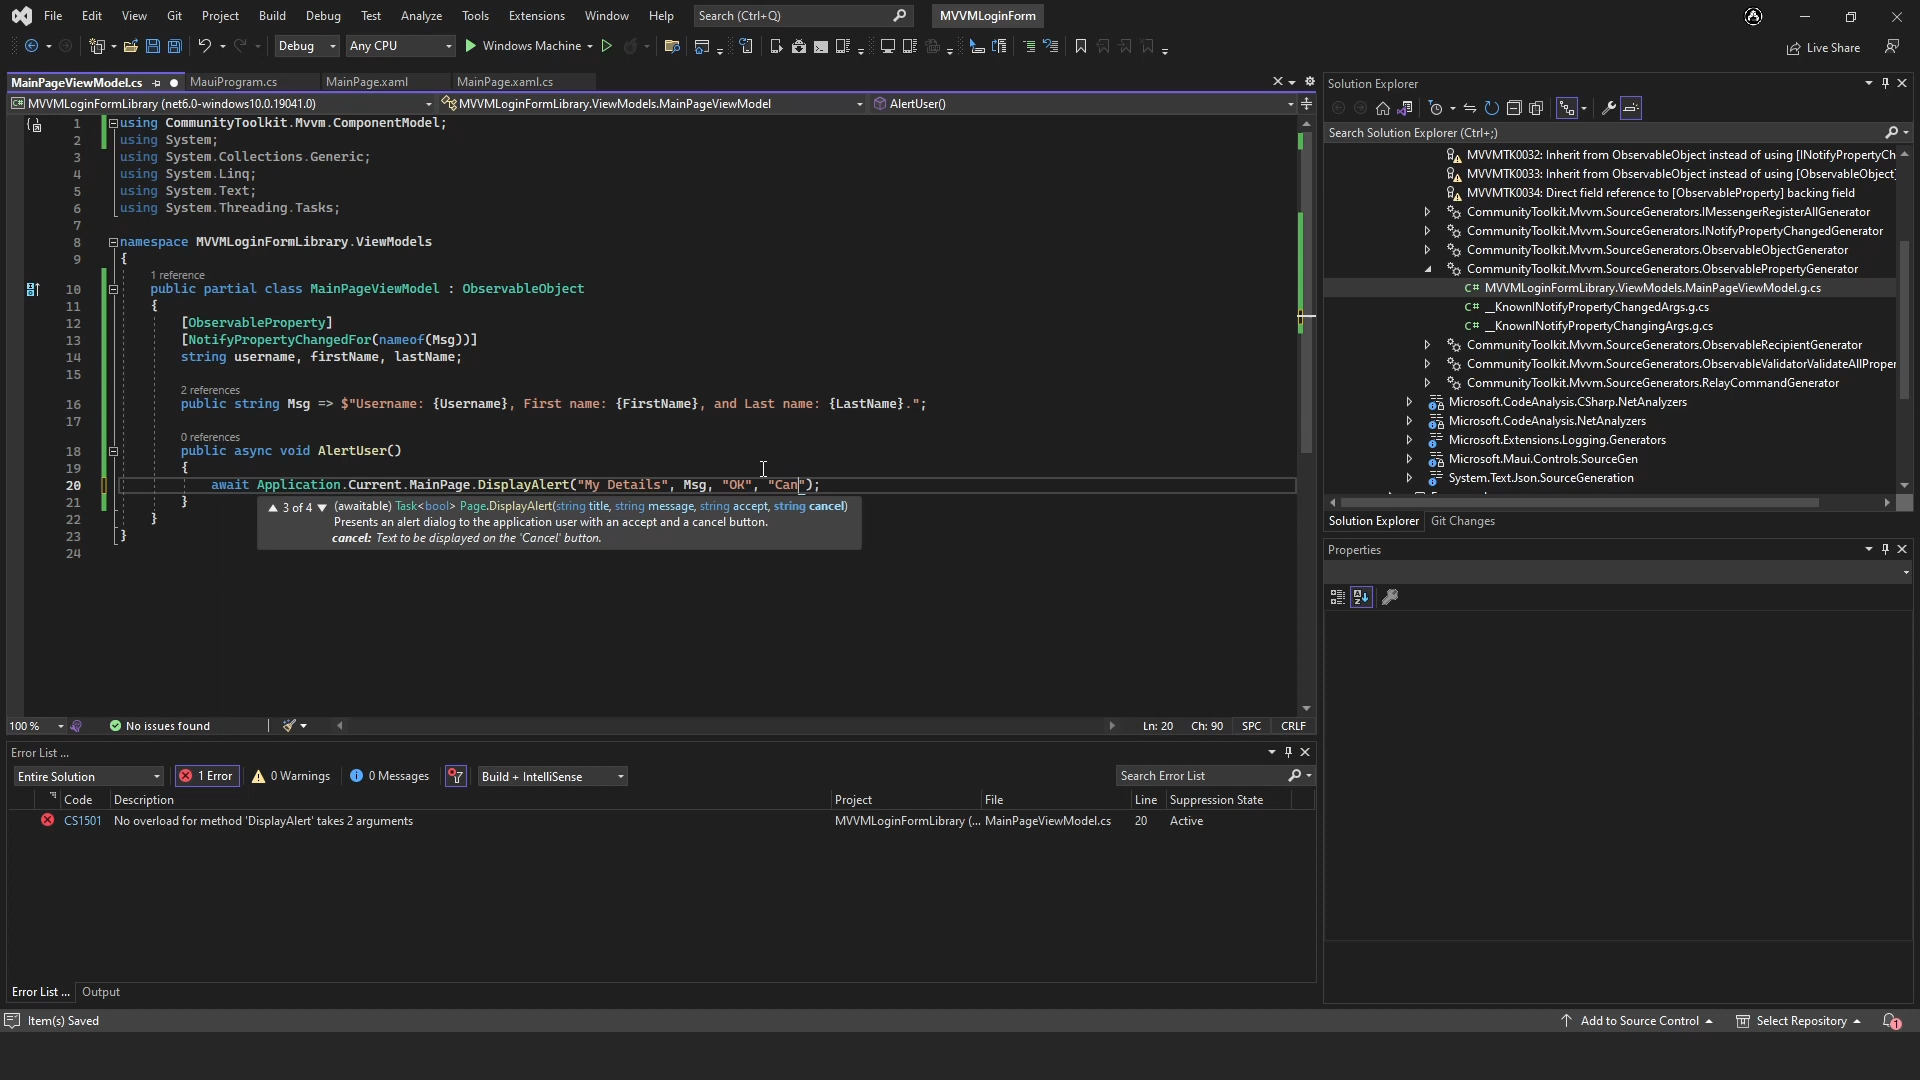 File Edit View Git Project Build Debug Test Analyze Tools Extensions Window Help Search (Ctrl+Q) MVVMLoginForm
Debug Any CPU Windows Machine Live Share
MainPageViewModel.cs MauiProgram.cs MainPage.xaml MainPage.xaml.cs
MVVMLoginFormLibrary (net6.0-windows10.0.19041.0) MVVMLoginFormLibrary.ViewModels.MainPageViewModel AlertUser()
1 using CommunityToolkit.Mvvm.ComponentModel;
2 using System;
3 using System.Collections.Generic;
4 using System.Linq;
5 using System.Text;
6 using System.Threading.Tasks;
7
8 namespace MVVMLoginFormLibrary.ViewModels
9 {
1 reference
10 public partial class MainPageViewModel : ObservableObject
11 {
12 [ObservableProperty]
13 [NotifyPropertyChangedFor(nameof(Msg))]
14 string username, firstName, lastName;
15
2 references
16 public string Msg => $"Username: {Username}, First name: {FirstName}, and Last name: {LastName}.";
17
0 references
18 public async void AlertUser()
19 {
20 await Application.Current.MainPage.DisplayAlert("My Details", Msg, "OK", "Can");
21 }
▲ 3 of 4 ▼ (awaitable) Task<bool> Page.DisplayAlert(string title, string message, string accept, string cancel)
Presents an alert dialog to the application user with an accept and a cancel button.
cancel: Text to be displayed on the 'Cancel' button.
22 }
23 }
24
100 % No issues found Ln: 20 Ch: 90 SPC CRLF
Error List ...
Entire Solution 1 Error 0 Warnings 0 Messages Build + IntelliSense Search Error List
Code Description Project File Line Suppression State
CS1501 No overload for method 'DisplayAlert' takes 2 arguments MVVMLoginFormLibrary (... MainPageViewModel.cs 20 Active
Error List ... Output
Solution Explorer
Search Solution Explorer (Ctrl+;)
MVVMTK0032: Inherit from ObservableObject instead of using [INotifyPropertyCh
MVVMTK0033: Inherit from ObservableObject instead of using [ObservableObject]
MVVMTK0034: Direct field reference to [ObservableProperty] backing field
CommunityToolkit.Mvvm.SourceGenerators.IMessengerRegisterAllGenerator
CommunityToolkit.Mvvm.SourceGenerators.INotifyPropertyChangedGenerator
CommunityToolkit.Mvvm.SourceGenerators.ObservableObjectGenerator
CommunityToolkit.Mvvm.SourceGenerators.ObservablePropertyGenerator
C# MVVMLoginFormLibrary.ViewModels.MainPageViewModel.g.cs
C# __KnownINotifyPropertyChangedArgs.g.cs
C# __KnownINotifyPropertyChangingArgs.g.cs
CommunityToolkit.Mvvm.SourceGenerators.ObservableRecipientGenerator
CommunityToolkit.Mvvm.SourceGenerators.ObservableValidatorValidateAllProper
CommunityToolkit.Mvvm.SourceGenerators.RelayCommandGenerator
Microsoft.CodeAnalysis.CSharp.NetAnalyzers
Microsoft.CodeAnalysis.NetAnalyzers
Microsoft.Extensions.Logging.Generators
Microsoft.Maui.Controls.SourceGen
System.Text.Json.SourceGeneration
Solution Explorer Git Changes
Properties
Item(s) Saved Add to Source Control Select Repository 1